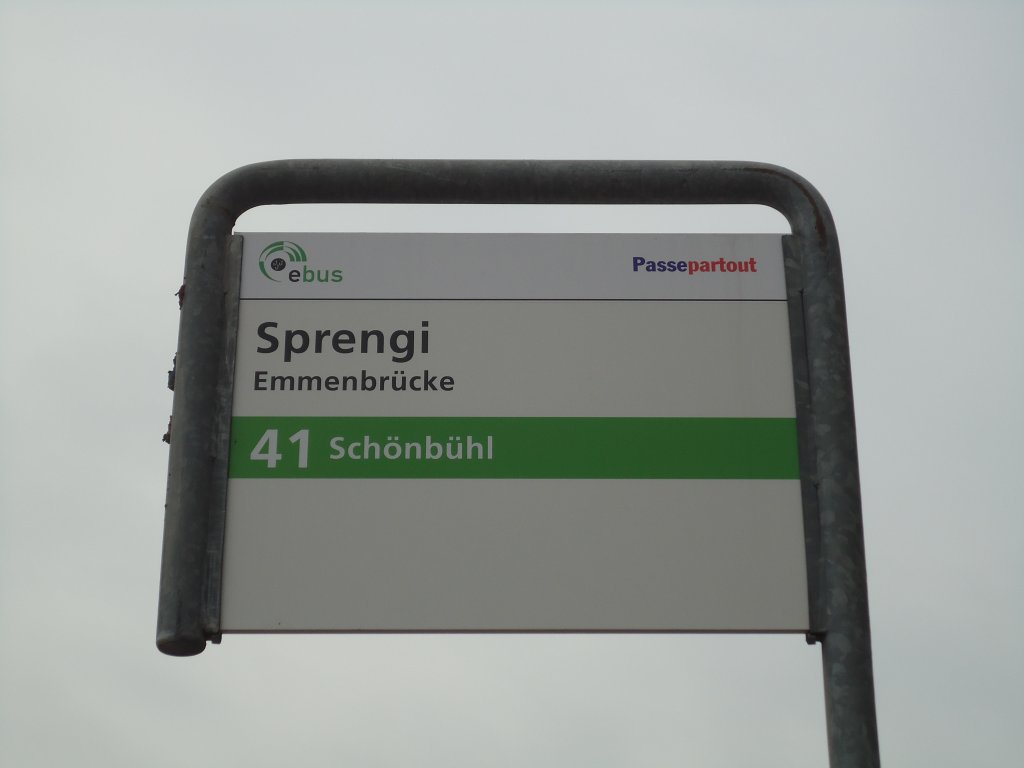 ebus Passepartout
Sprengi
Emmenbrücke
41 Schönbühl